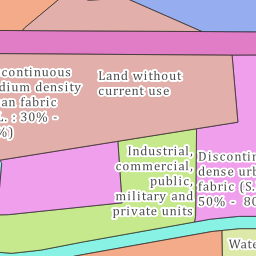 continuous
dium density
an fabric
L. : 30% -
%)
Land without
current use
Industrial,
commercial,
public,
military and
private units
Discontin
dense urb
fabric (S.
50% - 80
Wate